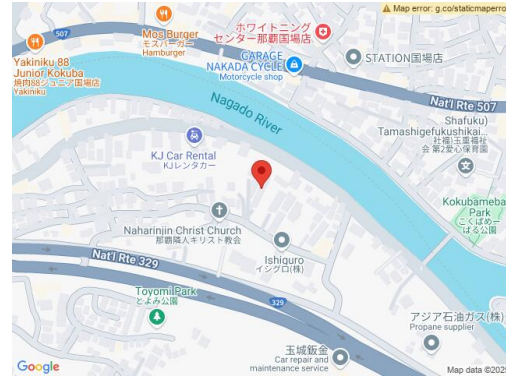 Map error: g.co/staticmaperro
507
Mos Burger
モスバーガー
Hamburger
ホワイトニング
センター那覇国場店
GARAGE
NAKADA CYCLE
Motorcycle shop
STATION国場店
Yakiniku 88
Junior Kokuba
焼肉88ジュニア国場店
Yakiniku
Nat'l Rte 507
Nagado River
Shafuku)
Tamashigefukushikai...
社福)玉重福祉
会 第2愛心保育園
KJ Car Rental
KJレンタカー
Kokubameba
Park
こくばめー
ばる公園
Naharinjin Christ Church
那覇隣人キリスト教会
Ishiguro
イシグロ(株)
Nat'l Rte 329
329
Toyomi Park
とよみ公園
アジア石油ガス(株)
Propane supplier
玉城鈑金
Car repair and
maintenance service
Google
Map data ©2025